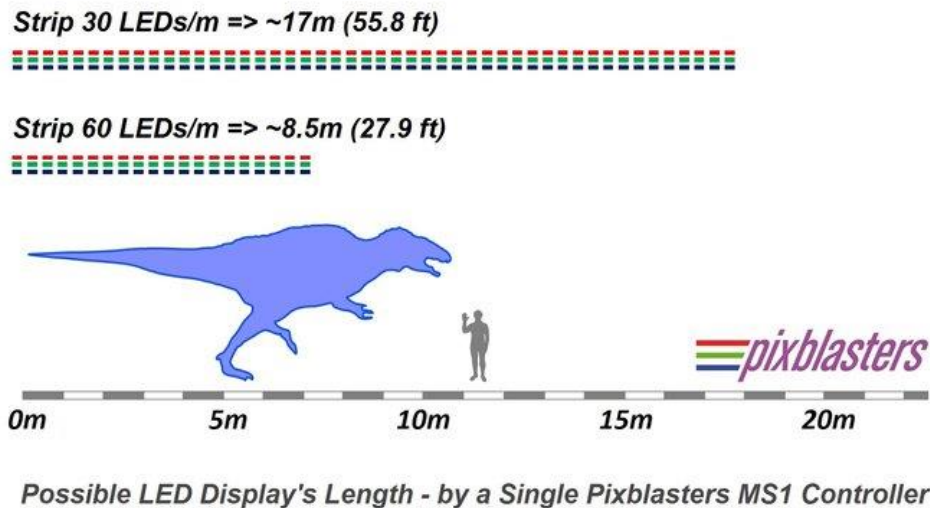 Strip 30 LEDs/m => ~17m (55.8 ft)
Strip 60 LEDs/m => ~8.5m (27.9 ft)
pixblasters
0m 5m 10m 15m 20m
Possible LED Display's Length - by a Single Pixblasters MS1 Controller